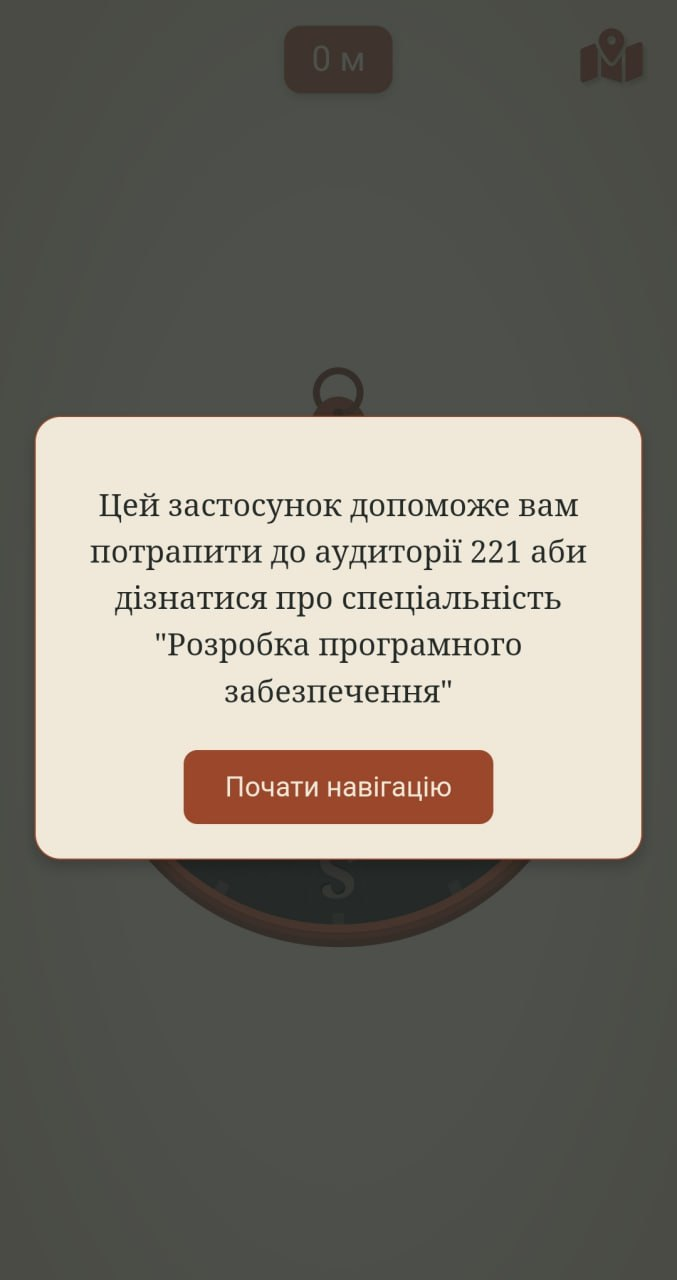 0 м
Цей застосунок допоможе вам
потрапити до аудиторії 221 аби
дізнатися про спеціальність
"Розробка програмного
забезпечення"
Почати навігацію
S